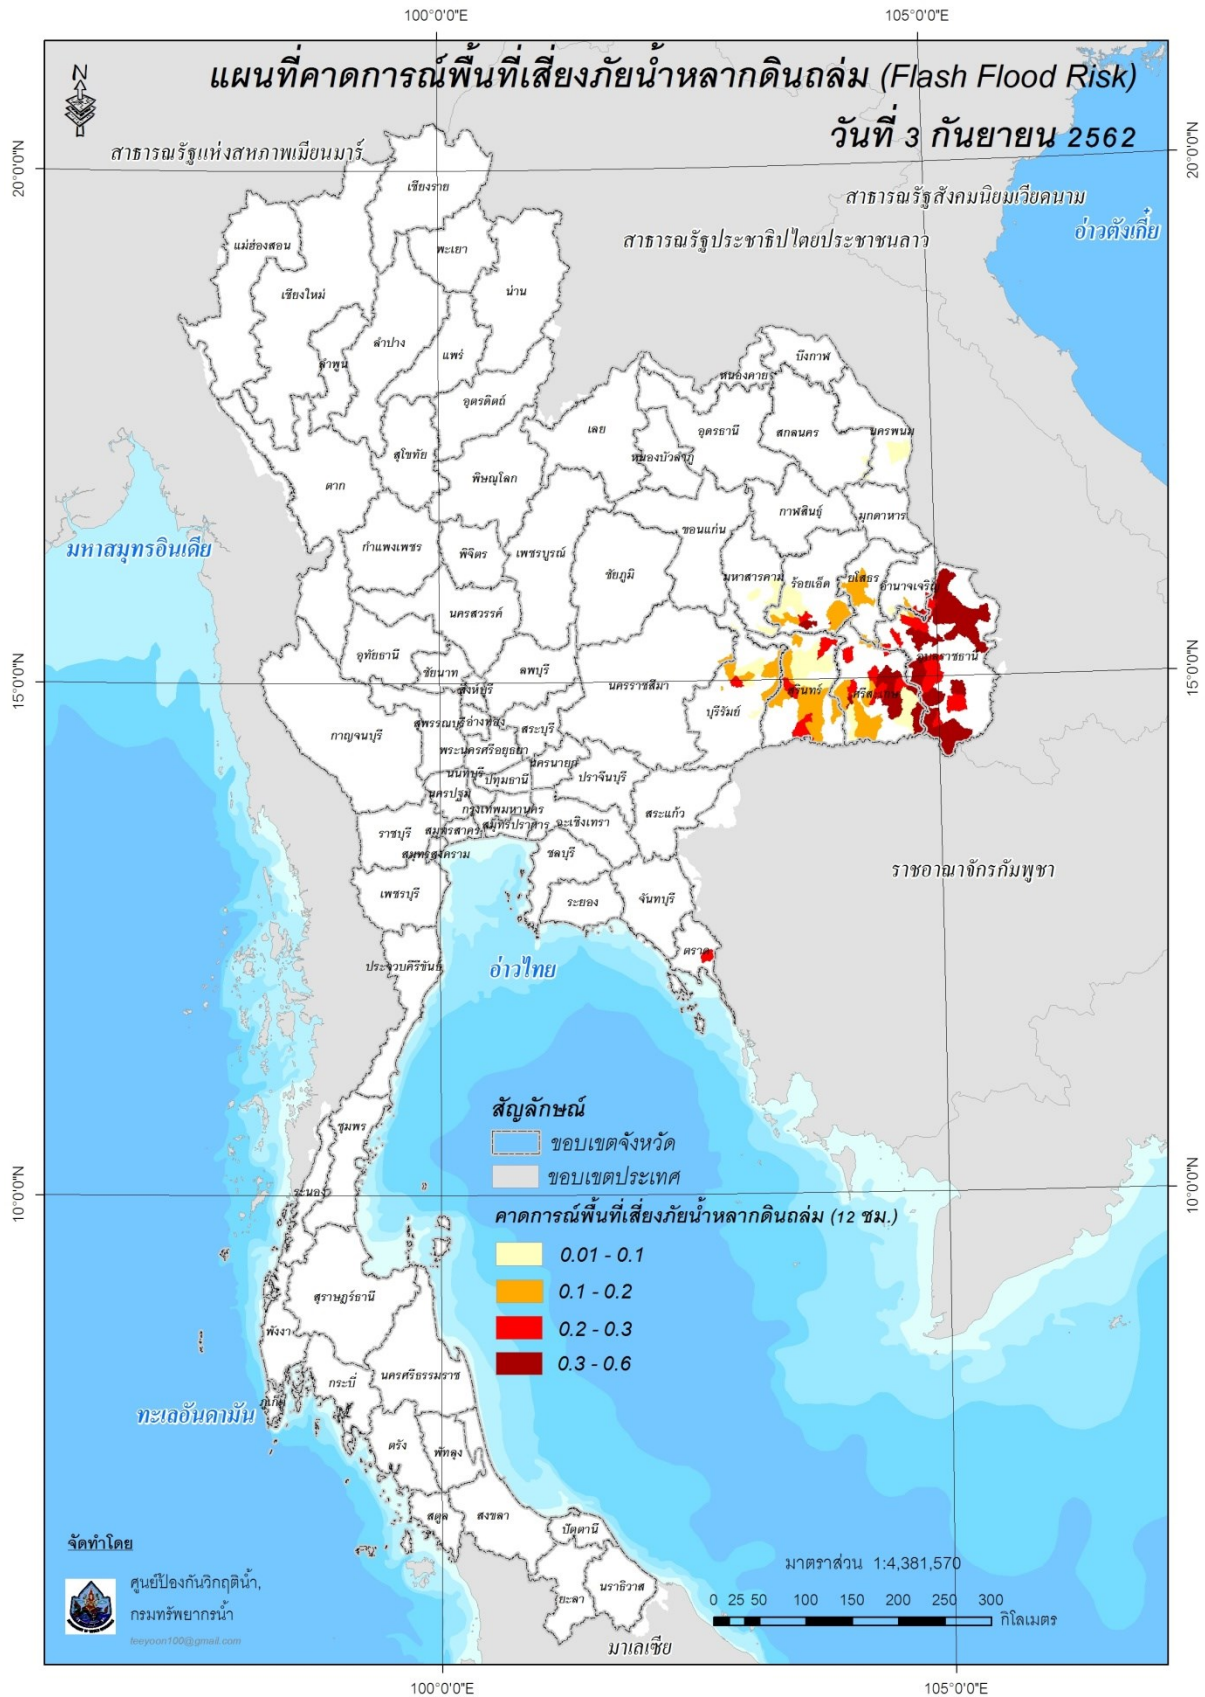 100°0'0"E
105°0'0"E
N
แผนที่คาดการณ์พื้นที่เสี่ยงภัยน้ำหลากดินถล่ม (Flash Flood Risk)
วันที่ 3 กันยายน 2562
20°0'0"N
20°0'0"N
สาธารณรัฐแห่งสหภาพเมียนมาร์
สาธารณรัฐสังคมนิยมเวียดนาม
สาธารณรัฐประชาธิปไตยประชาชนลาว
อ่าวตังเกี๋ย
เชียงราย
แม่ฮ่องสอน
พะเยา
เชียงใหม่
น่าน
ลำปาง
แพร่
ลำพูน
บึงกาฬ
หนองคาย
อุตรดิตถ์
เลย
อุดรธานี
สกลนคร
นครพนม
สุโขทัย
หนองบัวลำภู
ตาก
พิษณุโลก
กาฬสินธุ์
มุกดาหาร
ขอนแก่น
มหาสมุทรอินเดีย
กำแพงเพชร
พิจิตร
เพชรบูรณ์
ชัยภูมิ
มหาสารคาม
ร้อยเอ็ด
ยโสธร
อำนาจเจริญ
นครสวรรค์
อุทัยธานี
ชัยนาท
ลพบุรี
อุบลราชธานี
15°0'0"N
15°0'0"N
สิงห์บุรี
นครราชสีมา
สุรินทร์
ศรีสะเกษ
บุรีรัมย์
สุพรรณบุรี
อ่างทอง
สระบุรี
กาญจนบุรี
พระนครศรีอยุธยา
นครนายก
นนทบุรี
ปทุมธานี
ปราจีนบุรี
นครปฐม
กรุงเทพมหานคร
สระแก้ว
ราชบุรี
สมุทรสาคร
สมุทรปราการ
ฉะเชิงเทรา
สมุทรสงคราม
ชลบุรี
ราชอาณาจักรกัมพูชา
เพชรบุรี
ระยอง
จันทบุรี
ตราด
ประจวบคีรีขันธ์
อ่าวไทย
สัญลักษณ์
ขอบเขตจังหวัด
ขอบเขตประเทศ
ชุมพร
ระนอง
10°0'0"N
10°0'0"N
คาดการณ์พื้นที่เสี่ยงภัยน้ำหลากดินถล่ม (12 ชม.)
0.01 - 0.1
0.1 - 0.2
0.2 - 0.3
0.3 - 0.6
สุราษฎร์ธานี
พังงา
กระบี่
นครศรีธรรมราช
ภูเก็ต
ทะเลอันดามัน
ตรัง
พัทลุง
สตูล
สงขลา
ปัตตานี
ยะลา
นราธิวาส
มาเลเซีย
จัดทำโดย
ศูนย์ป้องกันวิกฤติน้ำ,
กรมทรัพยากรน้ำ
teeyoon100@gmail.com
มาตราส่วน 1:4,381,570
0 25 50 100 150 200 250 300
กิโลเมตร
100°0'0"E
105°0'0"E